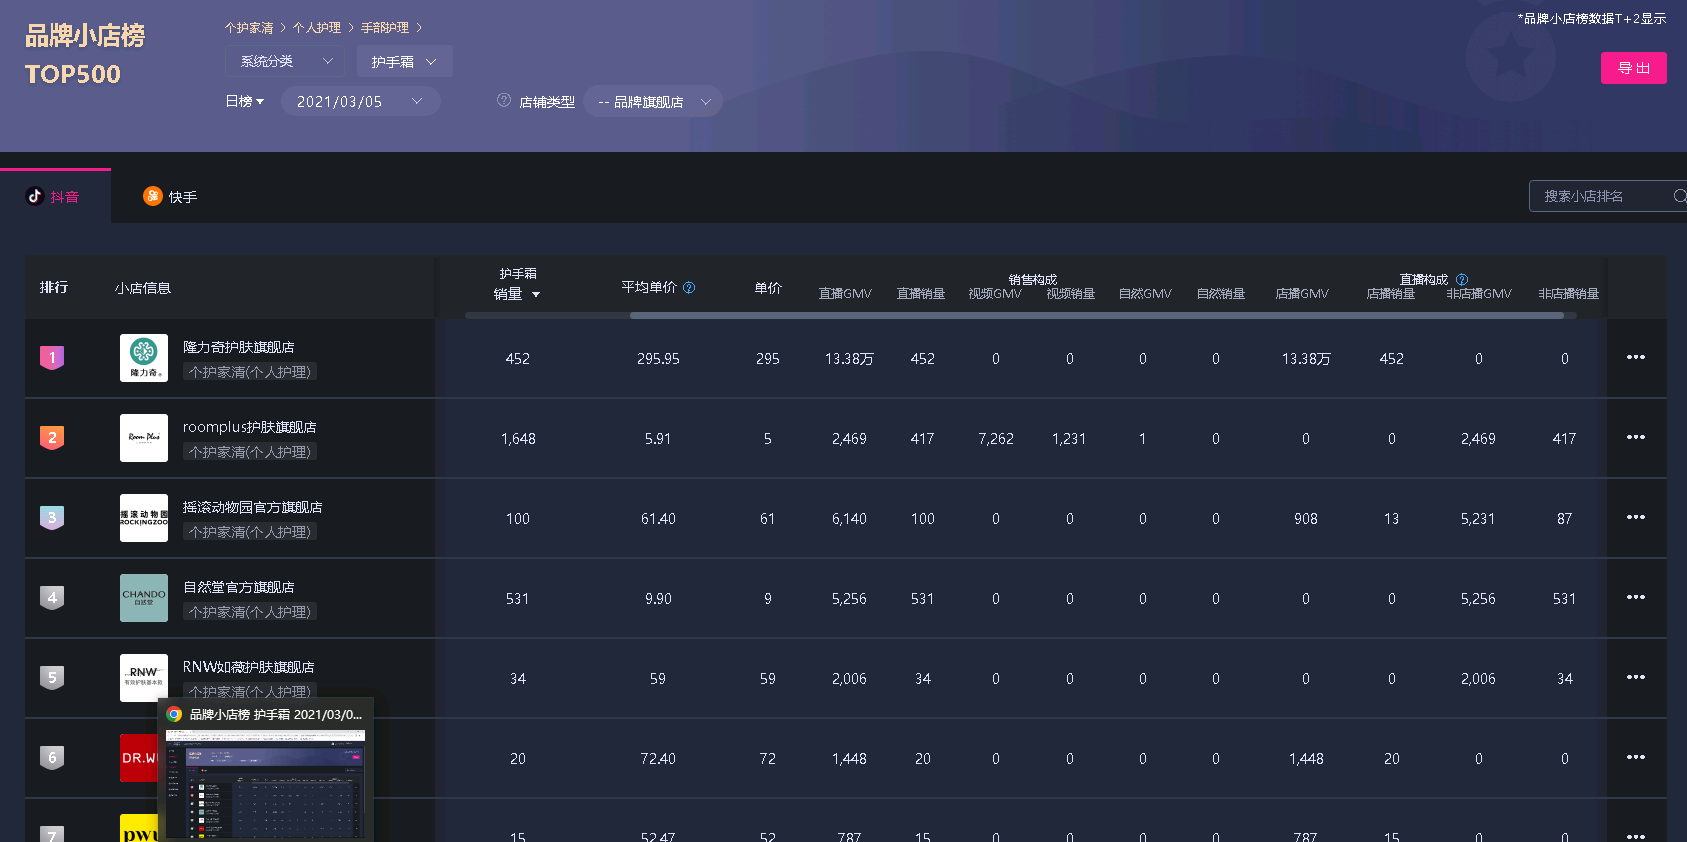 品牌小店榜
TOP500
个护家清 > 个人护理 > 手部护理 >
系统分类 护手霜
日榜 2021/03/05 店铺类型 -- 品牌旗舰店
*品牌小店榜数据T+2显示
导 出
抖音 快手
搜索小店排名
排行 小店信息 护手霜 销量 平均单价 单价 销售构成 直播构成
直播GMV 直播销量 视频GMV 视频销量 自然GMV 自然销量 店播GMV 店播销量 非店播GMV 非店播销量
1 隆力奇 隆力奇护肤旗舰店 452 295.95 295 13.38万 452 0 0 0 0 13.38万 452 0 0
个护家清(个人护理)
2 Room Plus roomplus护肤旗舰店 1,648 5.91 5 2,469 417 7,262 1,231 1 0 0 0 2,469 417
个护家清(个人护理)
3 摇滚动物园 ROCKINGZOO 摇滚动物园官方旗舰店 100 61.40 61 6,140 100 0 0 0 0 908 13 5,231 87
个护家清(个人护理)
4 CHANDO 自然堂 自然堂官方旗舰店 531 9.90 9 5,256 531 0 0 0 0 0 0 5,256 531
个护家清(个人护理)
5 RNW RNW如薇护肤旗舰店 34 59 59 2,006 34 0 0 0 0 0 0 2,006 34
个护家清(个人护理)
品牌小店榜 护手霜 2021/03/0...
6 DR.W 20 72.40 72 1,448 20 0 0 0 0 1,448 20 0 0
7 pwu 15 52.47 52 787 15 0 0 0 0 787 15 0 0